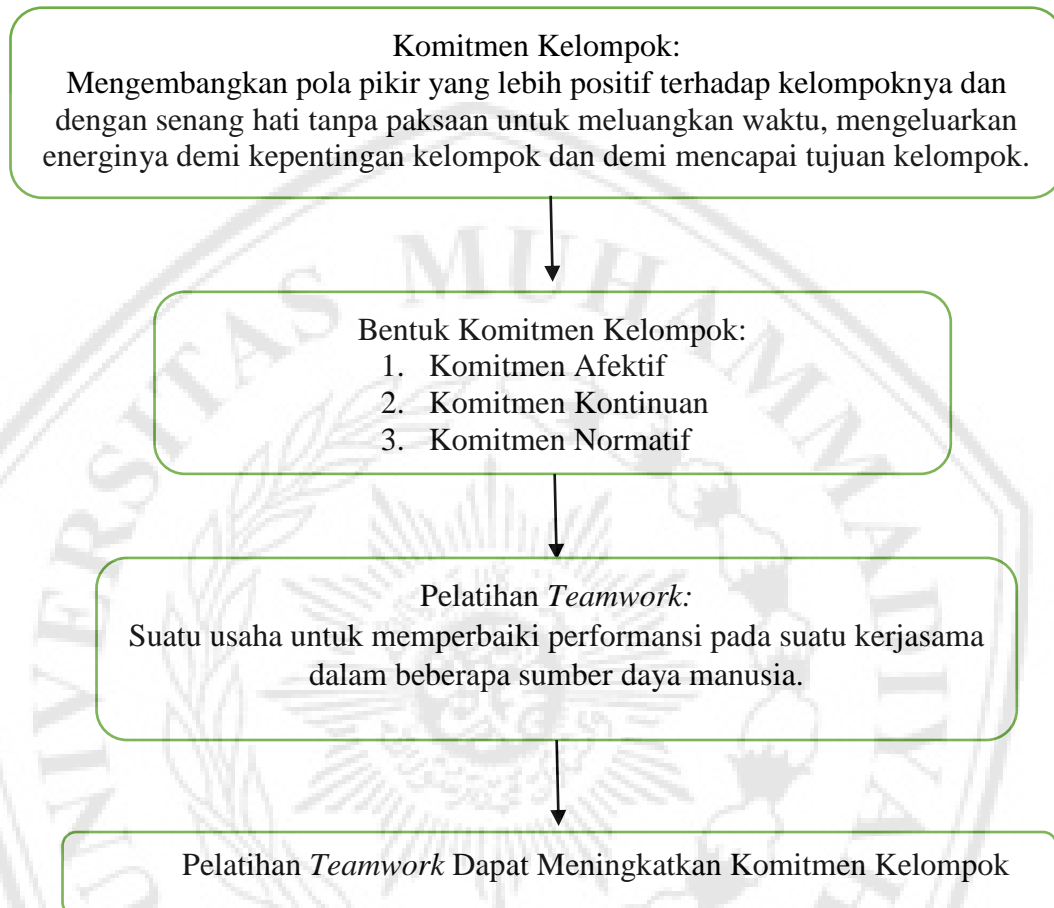 Komitmen Kelompok:
Mengembangkan pola pikir yang lebih positif terhadap kelompoknya dan
dengan senang hati tanpa paksaan untuk meluangkan waktu, mengeluarkan
energinya demi kepentingan kelompok dan demi mencapai tujuan kelompok.
Bentuk Komitmen Kelompok:
1. Komitmen Afektif
2. Komitmen Kontinuan
3. Komitmen Normatif
Pelatihan Teamwork:
Suatu usaha untuk memperbaiki performansi pada suatu kerjasama
dalam beberapa sumber daya manusia.
Pelatihan Teamwork Dapat Meningkatkan Komitmen Kelompok
UNIVERSITAS MUHAMMADIYAH